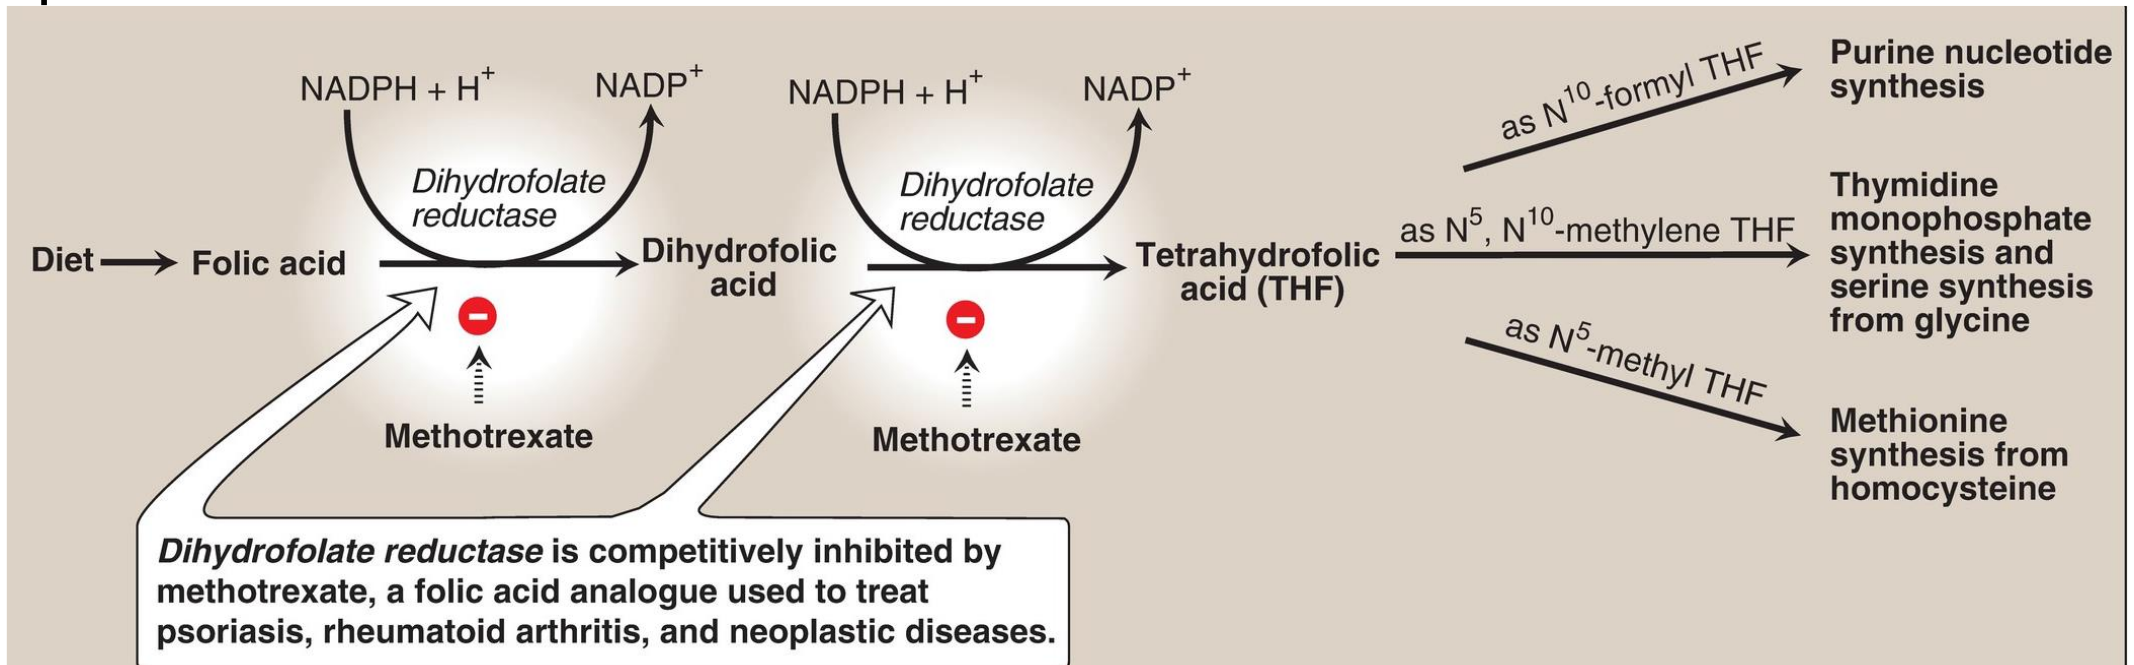 NADPH + H⁺
NADP⁺
NADPH + H⁺
NADP⁺
Dihydrofolate
reductase
Dihydrofolate
reductase
Diet
Folic acid
Dihydrofolic
acid
Tetrahydrofolic
acid (THF)
Methotrexate
Methotrexate
as N¹⁰-formyl THF
Purine nucleotide
synthesis
as N⁵, N¹⁰-methylene THF
Thymidine
monophosphate
synthesis and
serine synthesis
from glycine
as N⁵-methyl THF
Methionine
synthesis from
homocysteine
Dihydrofolate reductase is competitively inhibited by
methotrexate, a folic acid analogue used to treat
psoriasis, rheumatoid arthritis, and neoplastic diseases.